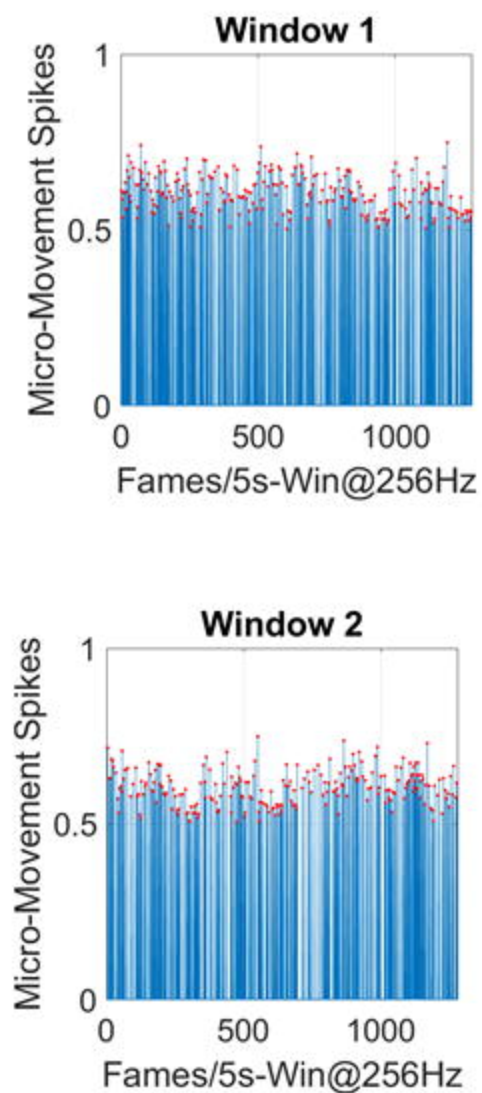 Window 1
1
0.5
0
Micro-Movement Spikes
0 500 1000
Fames/5s-Win@256Hz
Window 2
1
0.5
0
Micro-Movement Spikes
0 500 1000
Fames/5s-Win@256Hz